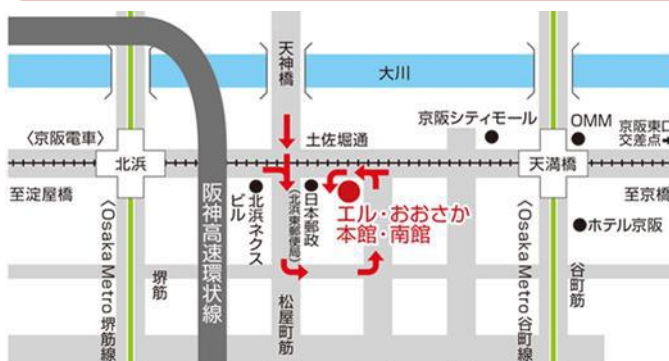 天神橋
大川
京阪シティモール
OMM
京阪東口
交差点
〈京阪電車〉
土佐堀通
北浜
天満橋
至淀屋橋
至京橋
北浜ネクス
ビル
日本郵政
(北浜東郵便局)
エル・おおさか
本館・南館
ホテル京阪
〈Osaka Metro 堺筋線〉
堺筋
阪神高速環状線
松屋町筋
〈Osaka Metro 谷町線〉
谷町筋